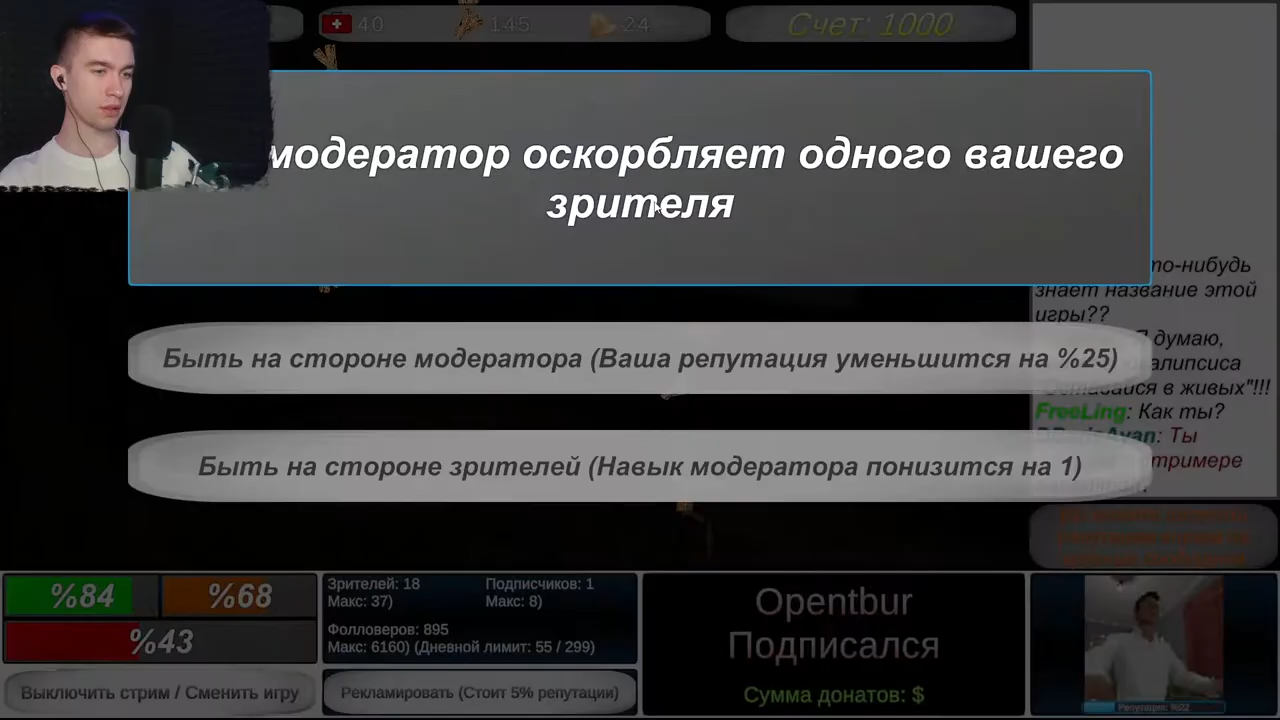 40
145
24
Счет: 1000
модератор оскорбляет одного вашего
зрителя
Быть на стороне модератора (Ваша репутация уменьшится на %25)
Быть на стороне зрителей (Навык модератора понизится на 1)
то-нибудь
знает название этой
игры??
думаю,
в живых"!!!
FreeLing: Как ты?
Ты
%84
%68
%43
Зрителей: 18
Макс: 37)
Подписчиков: 1
Макс: 8)
Фолловеров: 895
Макс: 6160) (Дневной лимит: 55 / 299)
Выключить стрим / Сменить игру
Рекламировать (Стоит 5% репутации)
Opentbur
Подписался
Сумма донатов: $
Репутация: %22